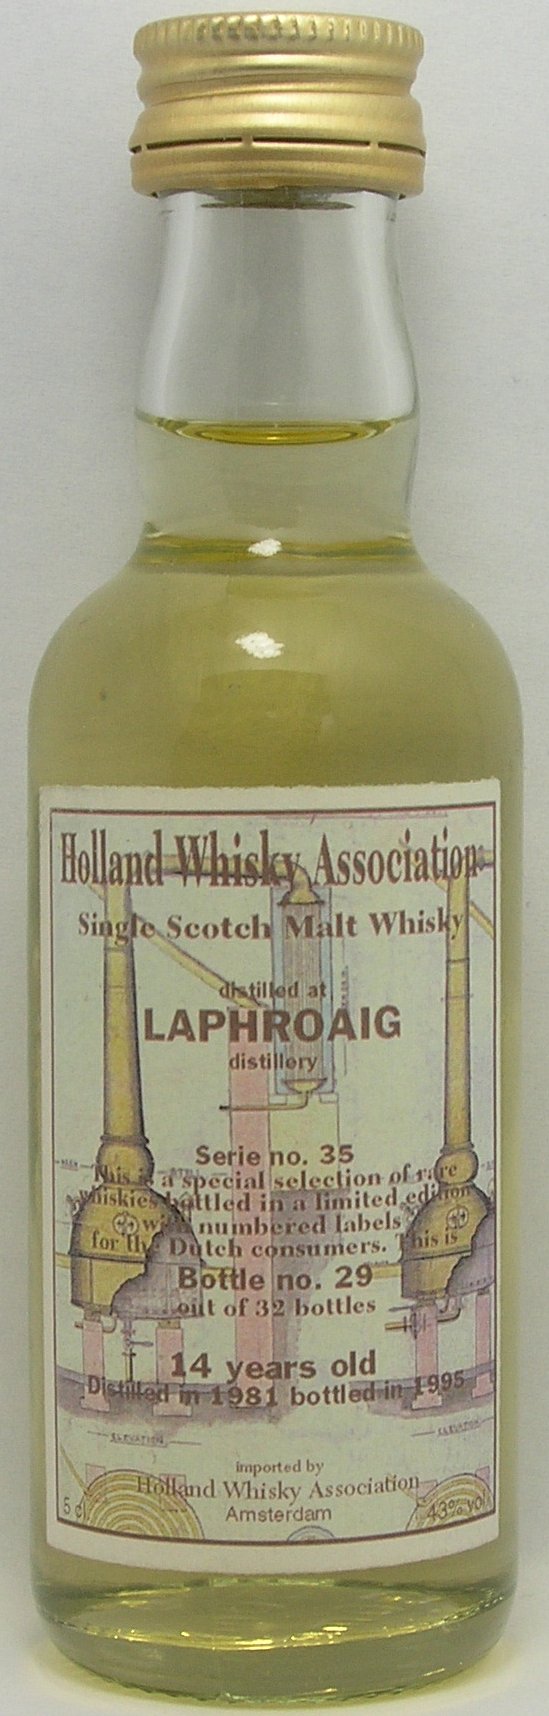 Holland Whisky Association
Single Scotch Malt Whisky
distilled at
LAPHROAIG
distillery
Serie no. 35
This is a special selection of rare
whiskies bottled in a limited edition
with numbered labels
for the Dutch consumers. This is
Bottle no. 29
out of 32 bottles
14 years old
Distilled in 1981 bottled in 1995
ELEVATION
ELEVATION
imported by
Holland Whisky Association
5 cl. Amsterdam 43% vol.